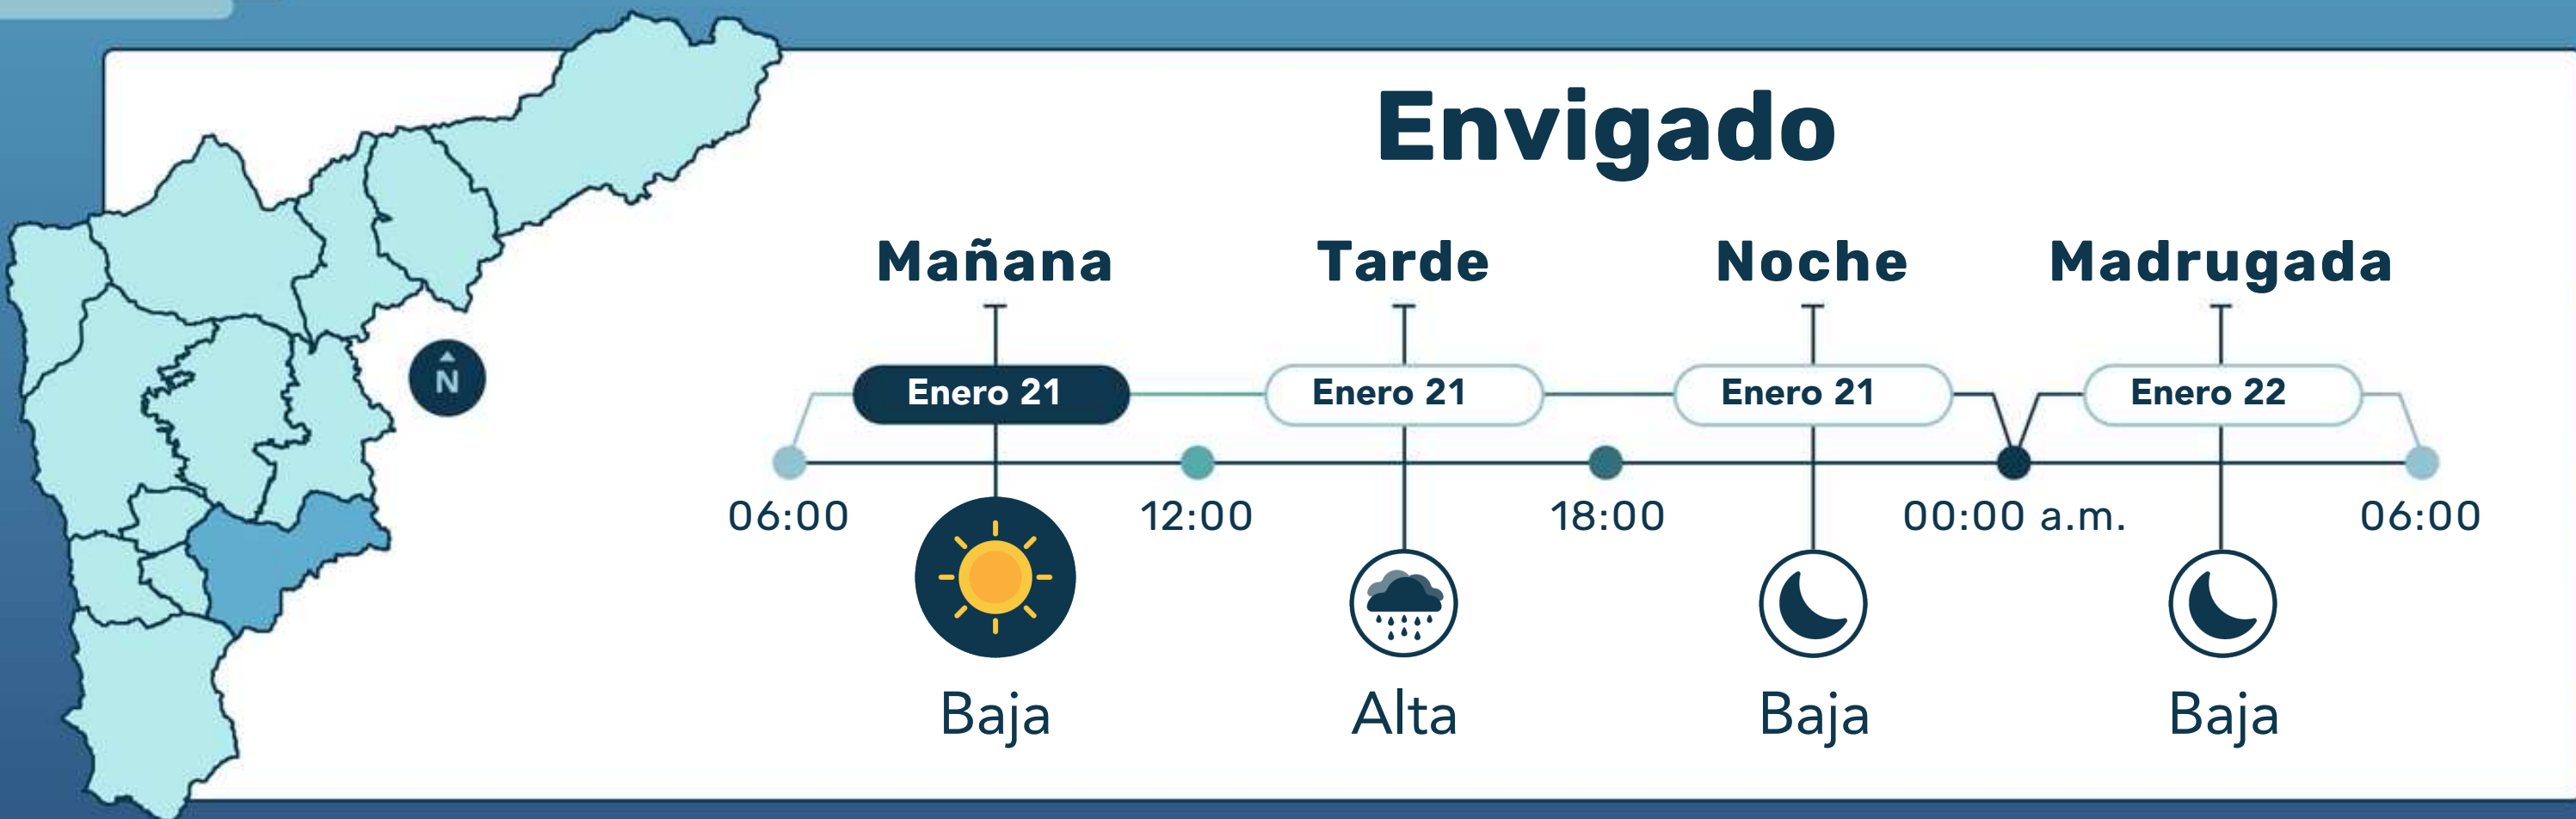 Envigado
Mañana Tarde Noche Madrugada
Enero 21 Enero 21 Enero 21 Enero 22
N
06:00 12:00 18:00 00:00 a.m. 06:00
Baja Alta Baja Baja